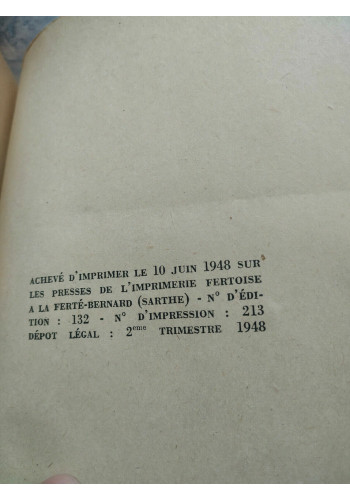 ACHEVÉ D'IMPRIMER LE 10 JUIN 1948 SUR
LES PRESSES DE L'IMPRIMERIE FERTOISE
A LA FERTÉ-BERNARD (SARTHE) - N° D'ÉDI-
TION : 132 - N° D'IMPRESSION : 213
DÉPOT LÉGAL : 2eme TRIMESTRE 1948